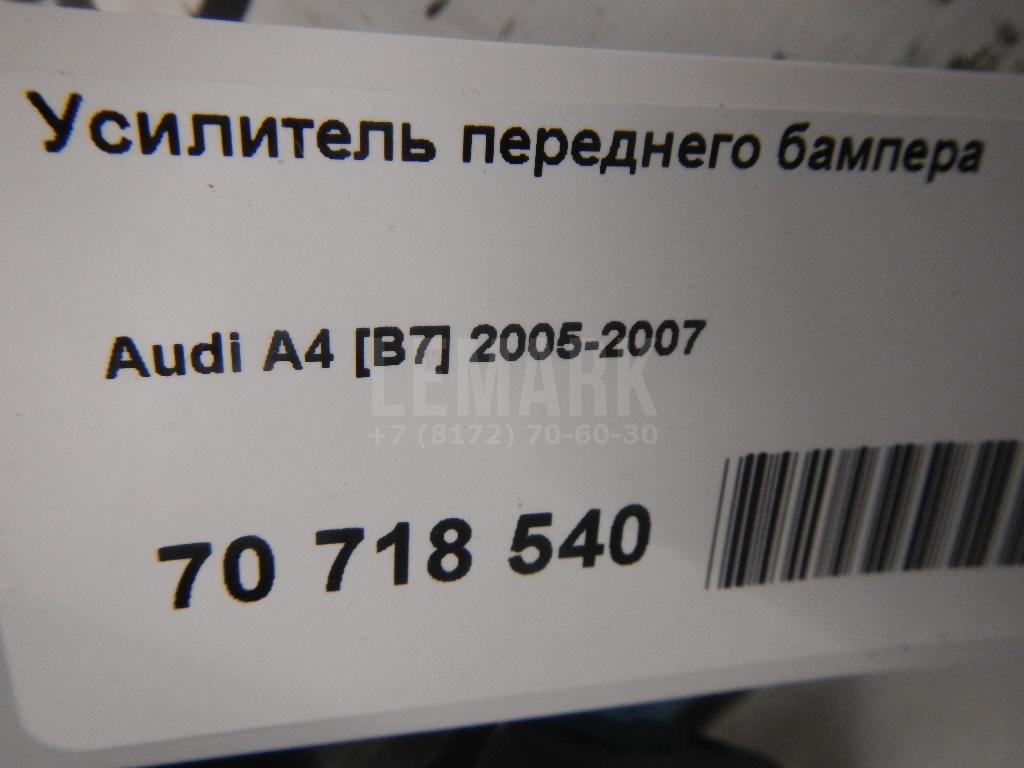 Усилитель переднего бампера
Audi A4 [B7] 2005-2007
LEMARK
+7 (8172) 70-60-30
70 718 540